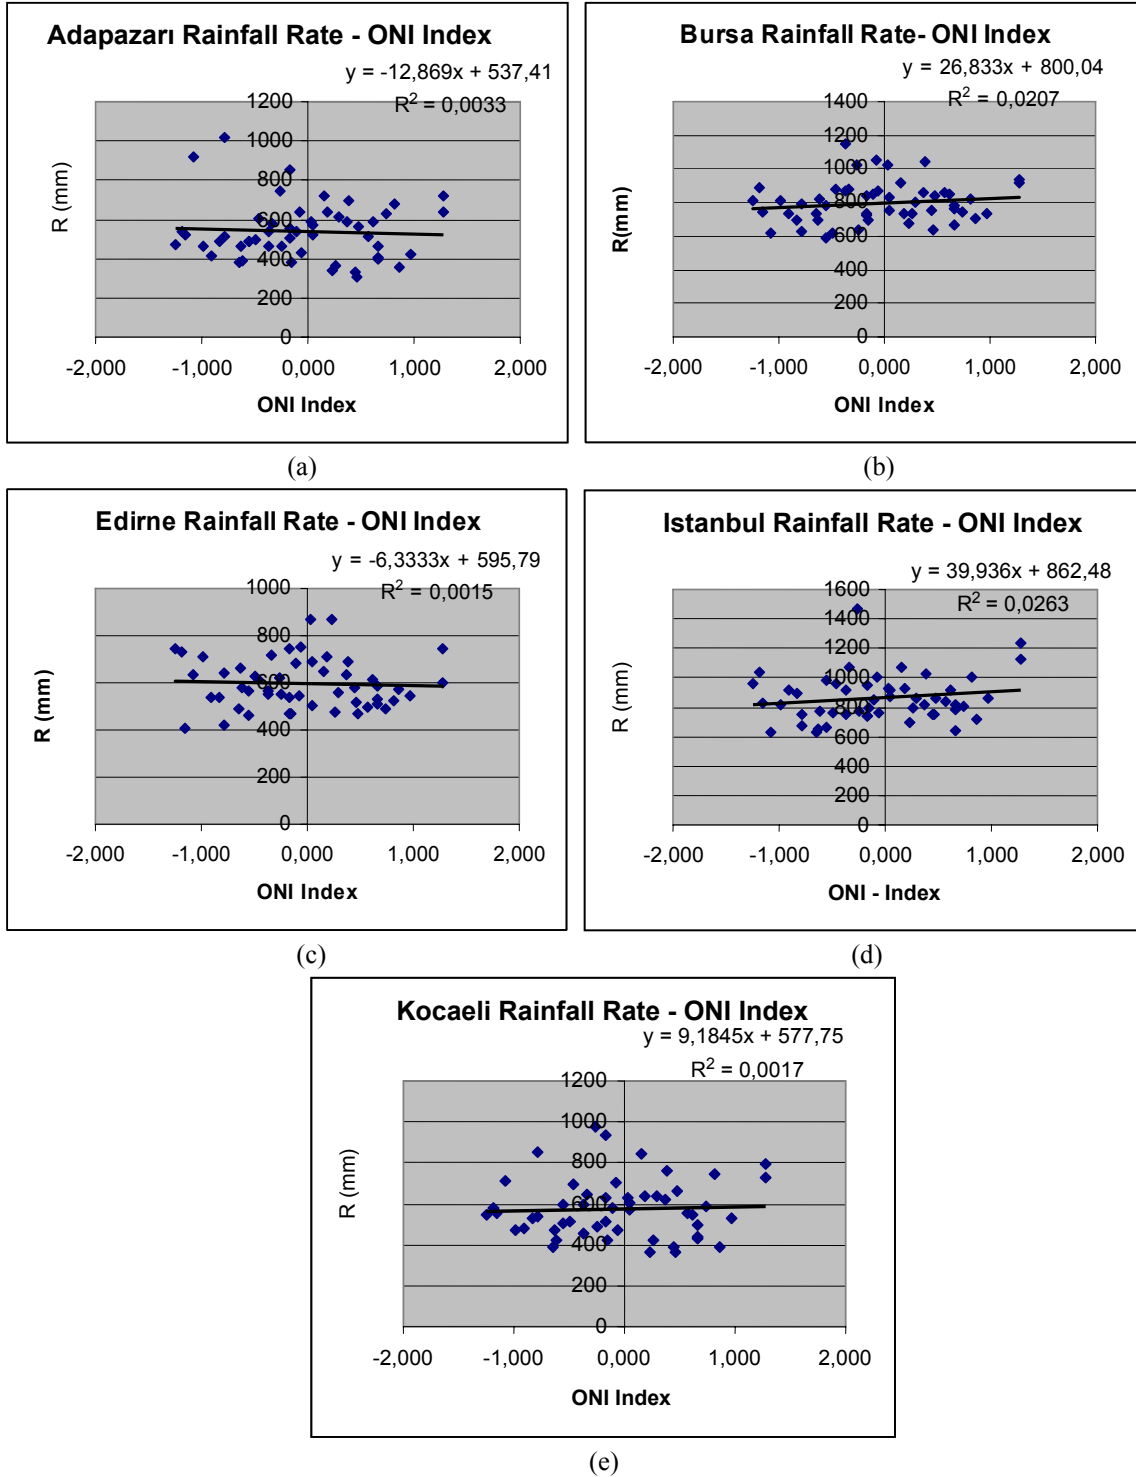 Adapazarı Rainfall Rate - ONI Index
y = -12,869x + 537,41
R² = 0,0033
1200
1000
800
600
400
200
0
R (mm)
-2,000 -1,000 0,000 1,000 2,000
ONI Index
(a)
Bursa Rainfall Rate- ONI Index
y = 26,833x + 800,04
R² = 0,0207
1400
1200
1000
800
600
400
200
0
R(mm)
-2,000 -1,000 0,000 1,000 2,000
ONI Index
(b)
Edirne Rainfall Rate - ONI Index
y = -6,3333x + 595,79
R² = 0,0015
1000
800
600
400
200
0
R (mm)
-2,000 -1,000 0,000 1,000 2,000
ONI Index
(c)
Istanbul Rainfall Rate - ONI Index
y = 39,936x + 862,48
R² = 0,0263
1600
1400
1200
1000
800
600
400
200
0
R (mm)
-2,000 -1,000 0,000 1,000 2,000
ONI - Index
(d)
Kocaeli Rainfall Rate - ONI Index
y = 9,1845x + 577,75
R² = 0,0017
1200
1000
800
600
400
200
0
R (mm)
-2,000 -1,000 0,000 1,000 2,000
ONI Index
(e)